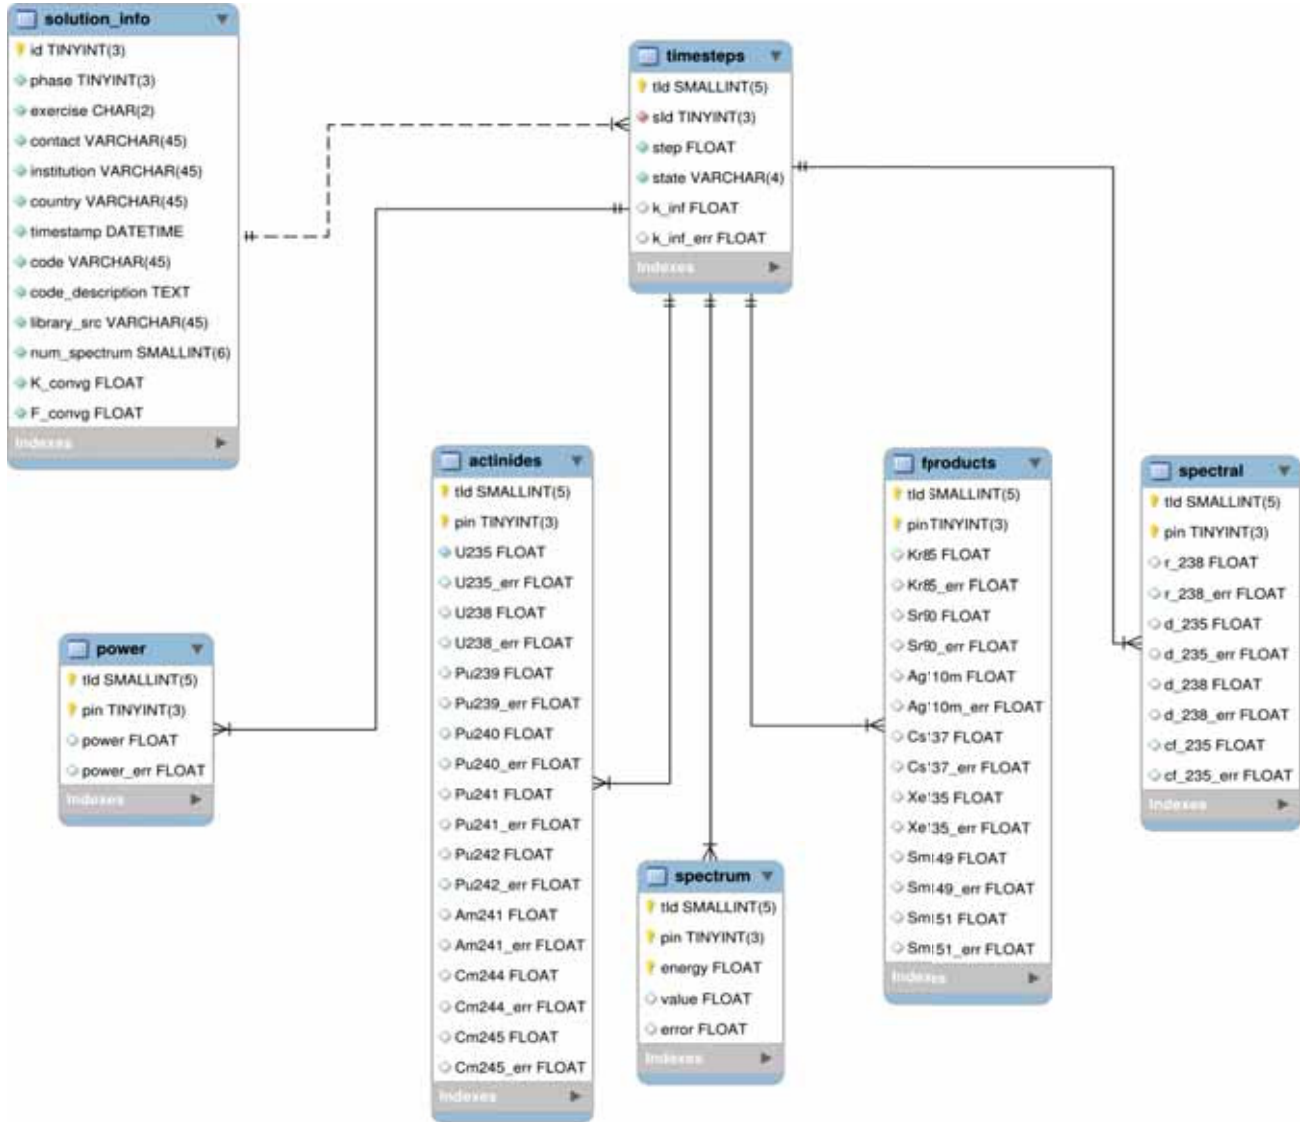 solution_info
id TINYINT(3)
phase TINYINT(3)
exercise CHAR(2)
contact VARCHAR(45)
institution VARCHAR(45)
country VARCHAR(45)
timestamp DATETIME
code VARCHAR(45)
code_description TEXT
library_src VARCHAR(45)
num_spectrum SMALLINT(6)
K_convg FLOAT
F_convg FLOAT
Indexes
timesteps
tId SMALLINT(5)
sId TINYINT(3)
step FLOAT
state VARCHAR(4)
k_inf FLOAT
k_inf_err FLOAT
Indexes
power
tId SMALLINT(5)
pin TINYINT(3)
power FLOAT
power_err FLOAT
Indexes
actinides
tId SMALLINT(5)
pin TINYINT(3)
U235 FLOAT
U235_err FLOAT
U238 FLOAT
U238_err FLOAT
Pu239 FLOAT
Pu239_err FLOAT
Pu240 FLOAT
Pu240_err FLOAT
Pu241 FLOAT
Pu241_err FLOAT
Pu242 FLOAT
Pu242_err FLOAT
Am241 FLOAT
Am241_err FLOAT
Cm244 FLOAT
Cm244_err FLOAT
Cm245 FLOAT
Cm245_err FLOAT
Indexes
spectrum
tId SMALLINT(5)
pin TINYINT(3)
energy FLOAT
value FLOAT
error FLOAT
Indexes
fproducts
tId SMALLINT(5)
pin TINYINT(3)
Kr85 FLOAT
Kr85_err FLOAT
Sr90 FLOAT
Sr90_err FLOAT
Ag110m FLOAT
Ag110m_err FLOAT
Cs137 FLOAT
Cs137_err FLOAT
Xe135 FLOAT
Xe135_err FLOAT
Sm149 FLOAT
Sm149_err FLOAT
Sm151 FLOAT
Sm151_err FLOAT
Indexes
spectral
tId SMALLINT(5)
pin TINYINT(3)
r_238 FLOAT
r_238_err FLOAT
d_235 FLOAT
d_235_err FLOAT
d_238 FLOAT
d_238_err FLOAT
cf_235 FLOAT
cf_235_err FLOAT
Indexes